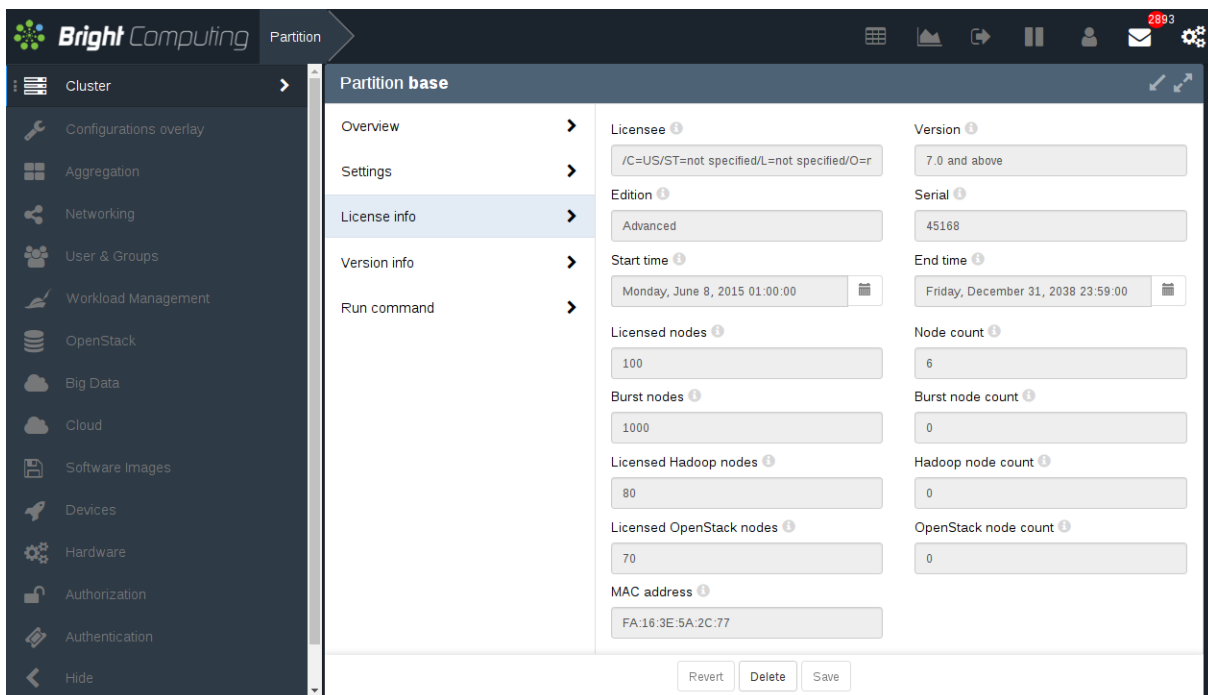 Bright Computing Partition 2893
Cluster
Configurations overlay
Aggregation
Networking
User & Groups
Workload Management
OpenStack
Big Data
Cloud
Software Images
Devices
Hardware
Authorization
Authentication
Hide
Partition base
Overview
Settings
License info
Version info
Run command
Licensee Version
/C=US/ST=not specified/L=not specified/O=r 7.0 and above
Edition Serial
Advanced 45168
Start time End time
Monday, June 8, 2015 01:00:00 Friday, December 31, 2038 23:59:00
Licensed nodes Node count
100 6
Burst nodes Burst node count
1000 0
Licensed Hadoop nodes Hadoop node count
80 0
Licensed OpenStack nodes OpenStack node count
70 0
MAC address
FA:16:3E:5A:2C:77
Revert Delete Save